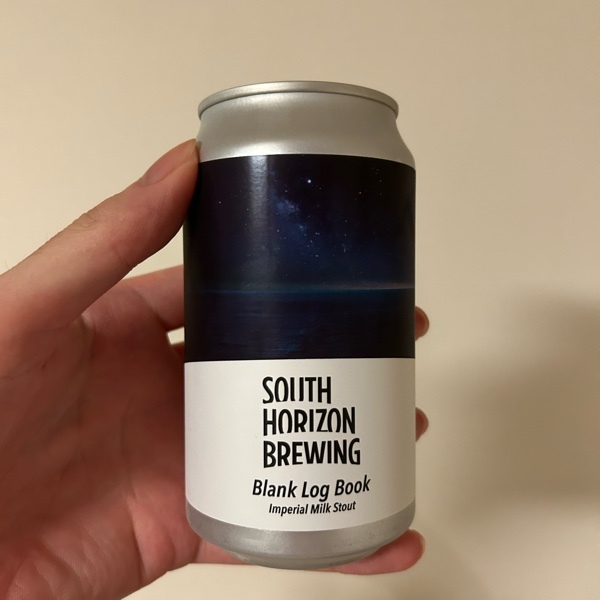 SOUTH
HORIZON
BREWING
Blank Log Book
Imperial Milk Stout